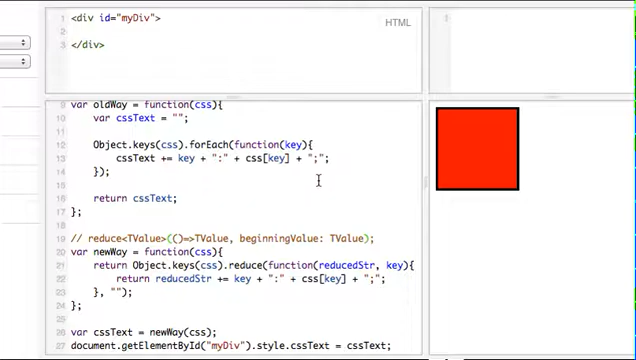 1 <div id="myDiv">
2
3 </div>
HTML
1
9 var oldWay = function(css){
10 var cssText = "";
11
12 Object.keys(css).forEach(function(key){
13 cssText += key + ":" + css[key] + ";";
14 });
15
16 return cssText;
17 };
18
19 // reduce<TValue>(()=>TValue, beginningValue: TValue);
20 var newWay = function(css){
21 return Object.keys(css).reduce(function(reducedStr, key){
22 return reducedStr += key + ":" + css[key] + ";";
23 }, "");
24 };
25
26 var cssText = newWay(css);
27 document.getElementById("myDiv").style.cssText = cssText;